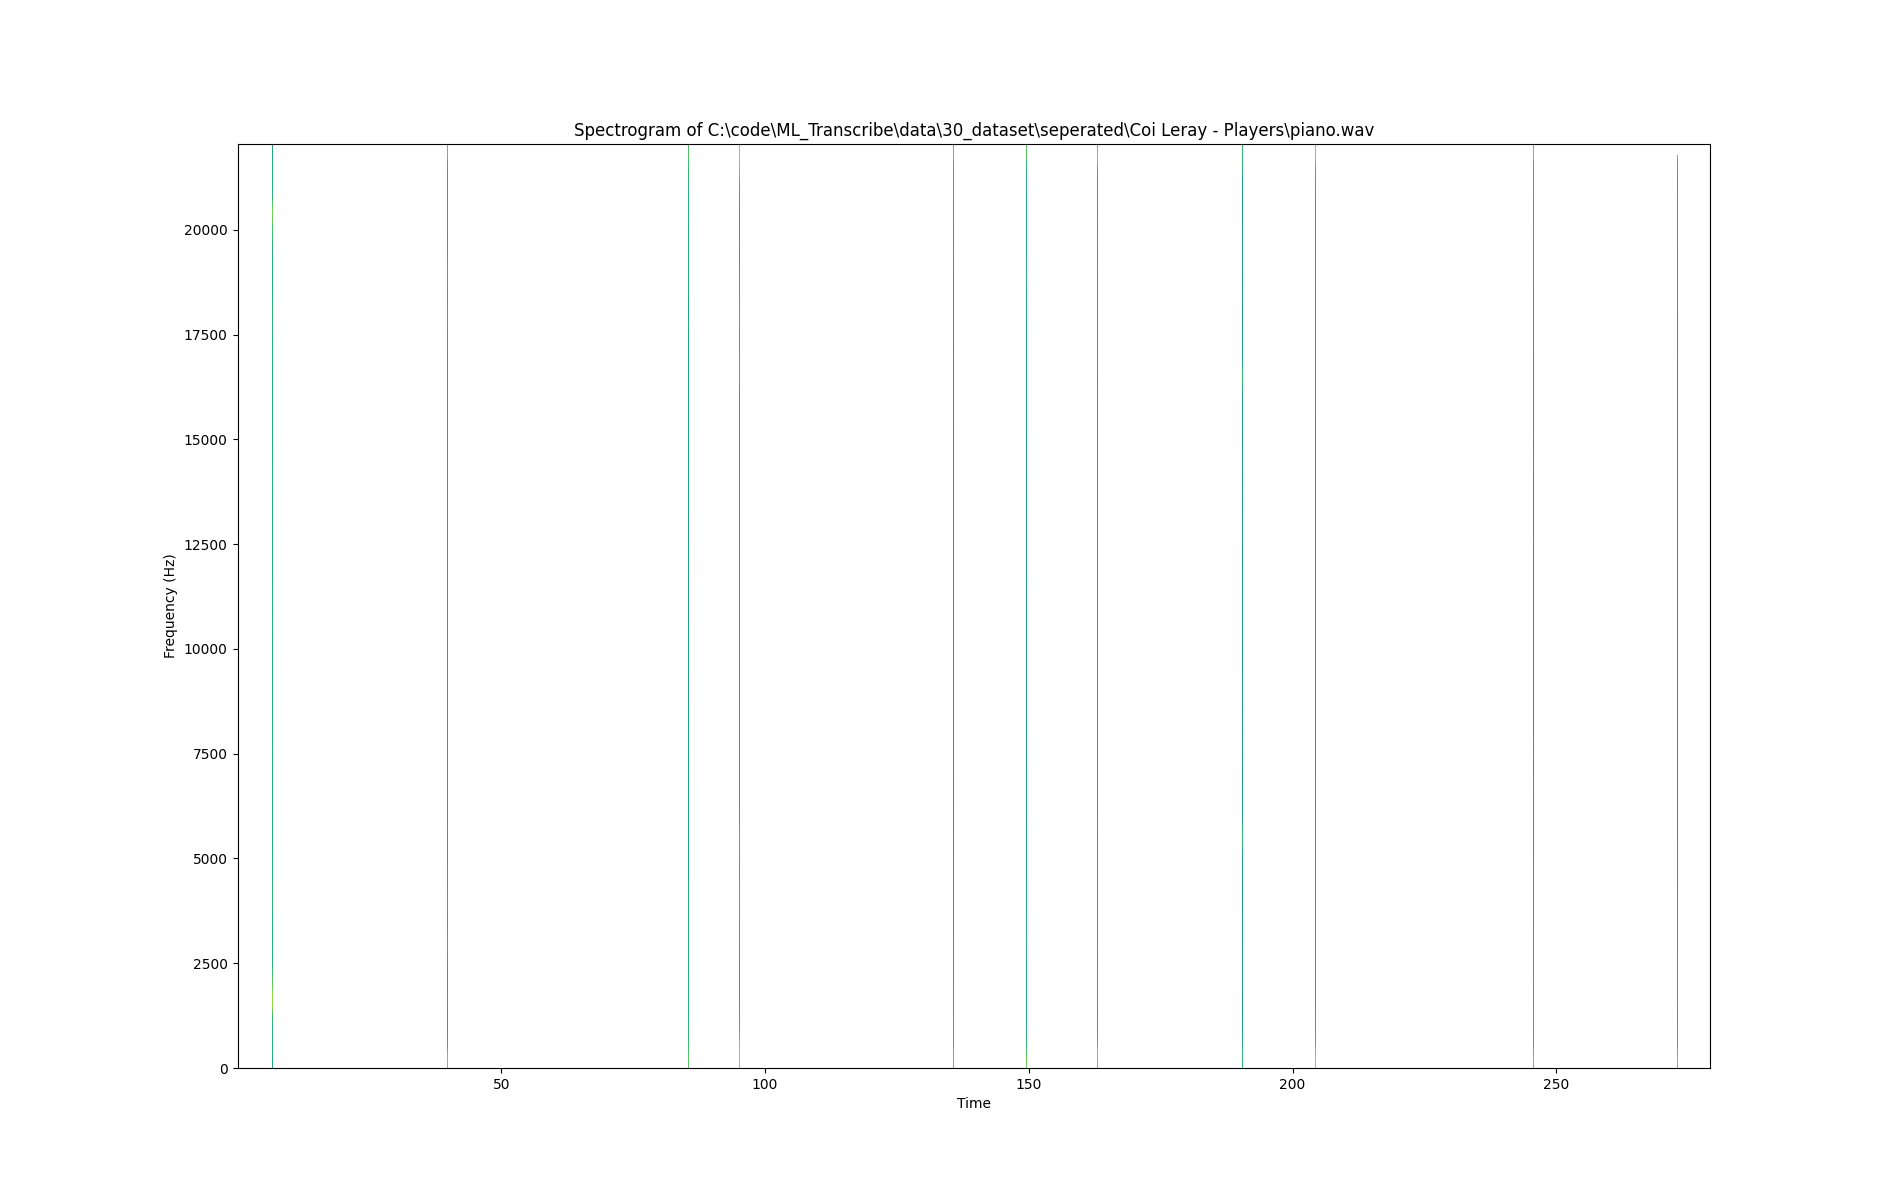 Spectrogram of C:\code\ML_Transcribe\data\30_dataset\seperated\Coi Leray - Players\piano.wav
20000
17500
15000
12500
10000
7500
5000
2500
0
Frequency (Hz)
50 100 150 200 250
Time